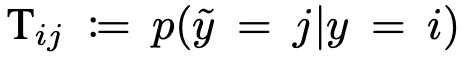 T_{ij} := p(ỹ = j|y = i)